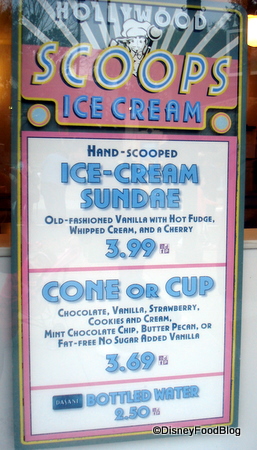 HOLLYWOOD
SCOOPS
ICE CREAM
HAND-SCOOPED
ICE-CREAM
SUNDAE
OLD-FASHIONED VANILLA WITH HOT FUDGE,
WHIPPED CREAM, AND A CHERRY
3.99
CONE OR CUP
CHOCOLATE, VANILLA, STRAWBERRY,
COOKIES AND CREAM,
MINT CHOCOLATE CHIP, BUTTER PECAN, OR
FAT-FREE NO SUGAR ADDED VANILLA
3.69
DASANI BOTTLED WATER
2.50
©DisneyFoodBlog